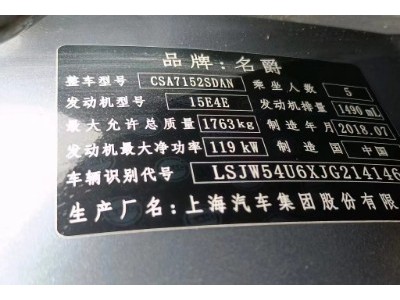 品牌:名爵
整车型号 CSA7152SDAN 乘坐人数 5
发动机型号 15E4E 发动机排量 1490 mL
最大允许总质量 1763kg 制造年月 2018.07
发动机最大净功率 119 kW 制造国 中国
车辆识别代号 LSJW54U6XJG214146
生产厂名:上海汽车集团股份有限